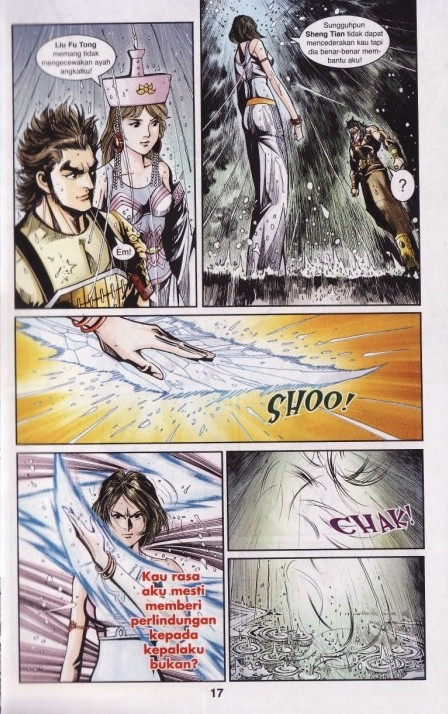 Liu Fu Tong
memang tidak
mengecewakan ayah
angkatku!
Em!
Sungguhpun
Sheng Tian tidak dapat
mencederakan kau tapi
dia benar-benar mem-
bantu aku!
?
SHOO!
Kau rasa
aku mesti
memberi
perlindungan
kepada
kepalaku
bukan?
CHAK!
17